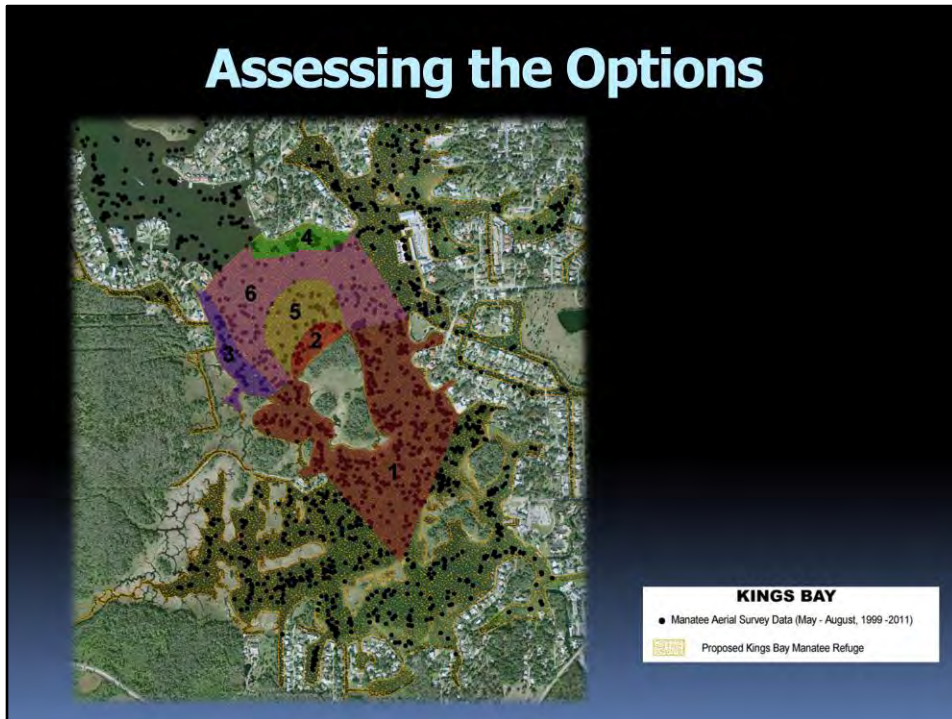 Assessing the Options
4
6
5
2
3
1
KINGS BAY
Manatee Aerial Survey Data (May - August, 1999 -2011)
Proposed Kings Bay Manatee Refuge